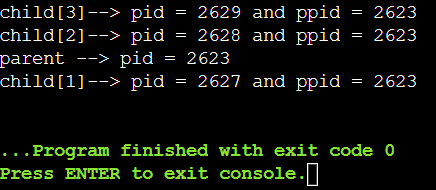 child[3]--> pid = 2629 and ppid = 2623
child[2]--> pid = 2628 and ppid = 2623
parent --> pid = 2623
child[1]--> pid = 2627 and ppid = 2623
...Program finished with exit code 0
Press ENTER to exit console.